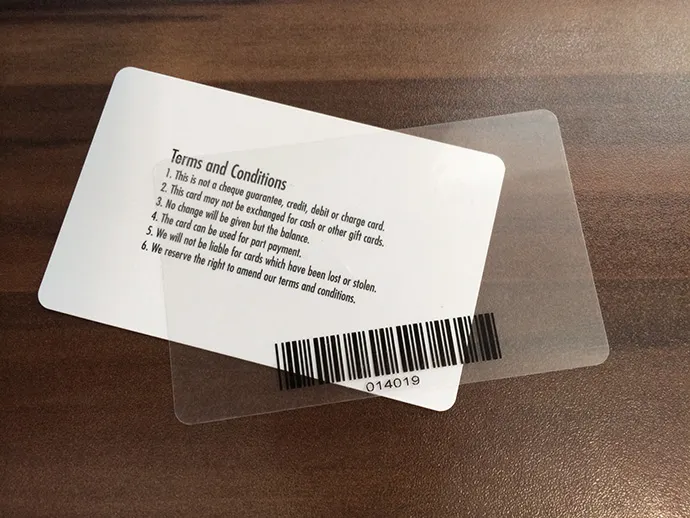 Terms and Conditions
1. This is not a cheque guarantee, credit, debit or charge card.
2. This card may not be exchanged for cash or other gift cards.
3. No change will be given but the balance.
4. The card can be used for part payment.
5. We will not be liable for cards which have been lost or stolen.
6. We reserve the right to amend our terms and conditions.
014019